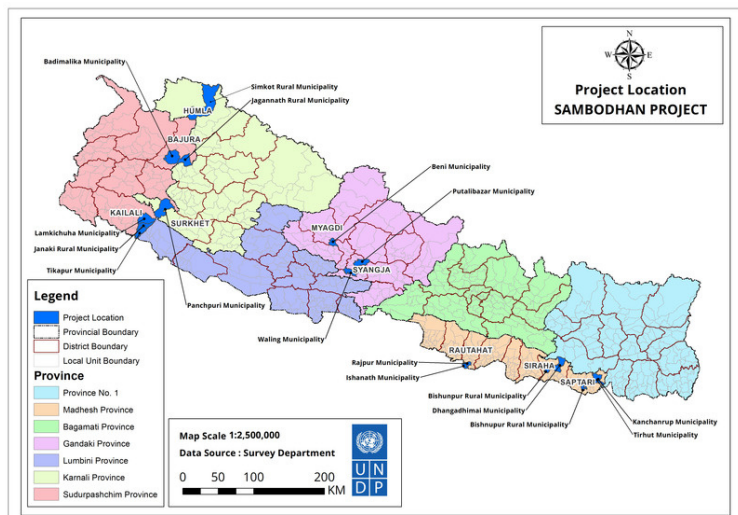 N
W E
S
Project Location
SAMBODHAN PROJECT
Badimalika Municipality
Simkot Rural Municipality
Jagannath Rural Municipality
HUMLA
BAJURA
Beni Municipality
Putalibazar Municipality
KAILALI
SURKHET
Lamkichuha Municipality
Janaki Rural Municipality
Tikapur Municipality
MYAGDI
SYANGJA
Panchpuri Municipality
Waling Municipality
RAUTAHAT
Rajpur Municipality
Ishanath Municipality
SIRAHA
SAPTARI
Bishunpur Rural Municipality
Dhangadhimai Municipality
Bishnupur Rural Municipality
Kanchanrup Municipality
Tirhut Municipality
Legend
Project Location
Provincial Boundary
District Boundary
Local Unit Boundary
Province
Province No. 1
Madhesh Province
Bagamati Province
Gandaki Province
Lumbini Province
Karnali Province
Sudurpashchim Province
Map Scale 1:2,500,000
Data Source : Survey Department
0 50 100 200
KM
U N
D P